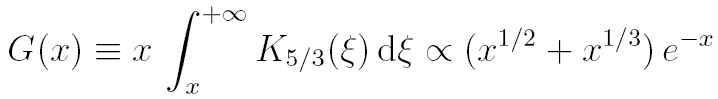 G(x) ≡ x ∫_x^{+∞} K_{5/3}(ξ) dξ ∝ (x^{1/2} + x^{1/3}) e^{-x}